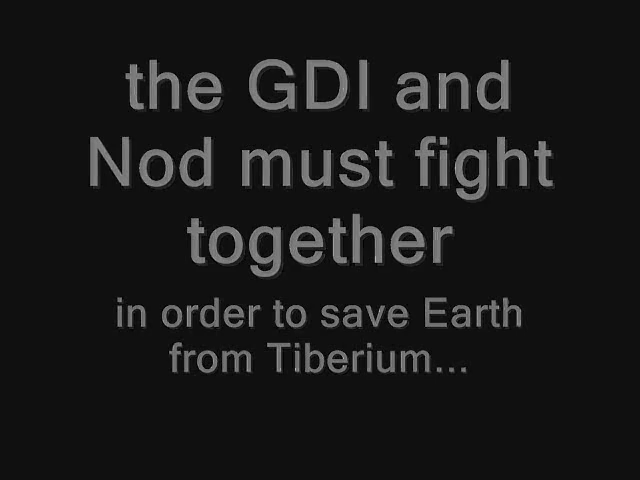 the GDI and
Nod must fight
together
in order to save Earth
from Tiberium...